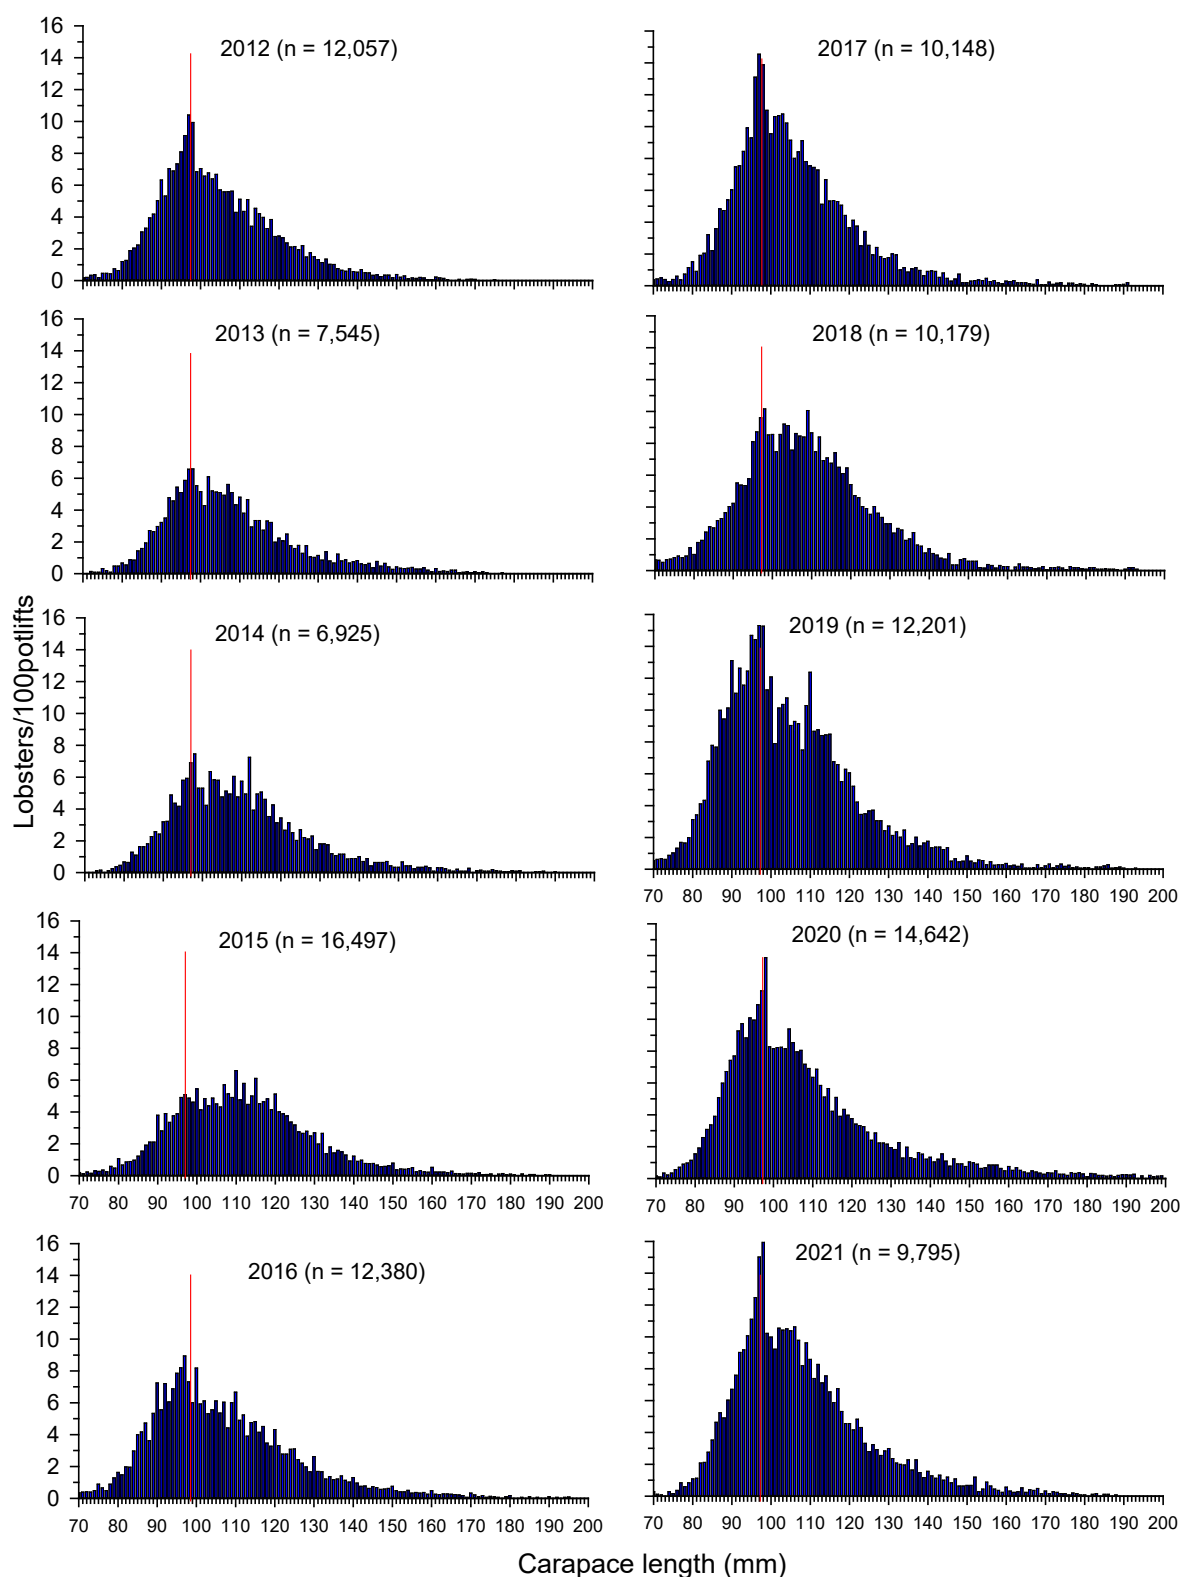 2012 (n = 12,057)
16
14
12
10
8
6
4
2
0
2017 (n = 10,148)
2013 (n = 7,545)
16
14
12
10
8
6
4
2
0
2018 (n = 10,179)
Lobsters/100potlifts
2014 (n = 6,925)
16
14
12
10
8
6
4
2
0
2019 (n = 12,201)
70 80 90 100 110 120 130 140 150 160 170 180 190 200
2015 (n = 16,497)
16
14
12
10
8
6
4
2
0
70 80 90 100 110 120 130 140 150 160 170 180 190 200
2020 (n = 14,642)
70 80 90 100 110 120 130 140 150 160 170 180 190 200
2016 (n = 12,380)
16
14
12
10
8
6
4
2
0
70 80 90 100 110 120 130 140 150 160 170 180 190 200
2021 (n = 9,795)
70 80 90 100 110 120 130 140 150 160 170 180 190 200
Carapace length (mm)